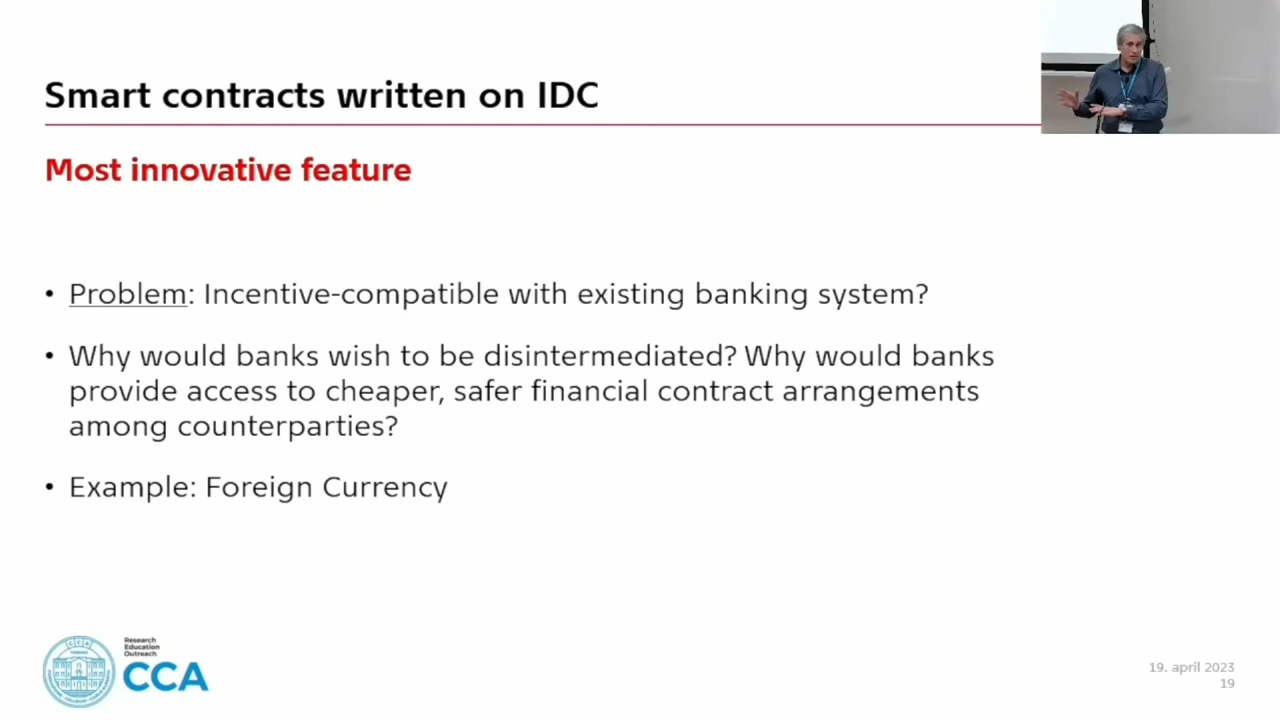 Smart contracts written on IDC
Most innovative feature
• Problem: Incentive-compatible with existing banking system?
• Why would banks wish to be disintermediated? Why would banks
provide access to cheaper, safer financial contract arrangements
among counterparties?
• Example: Foreign Currency
Research
Education
Outreach
CCA
19. april 2023
19